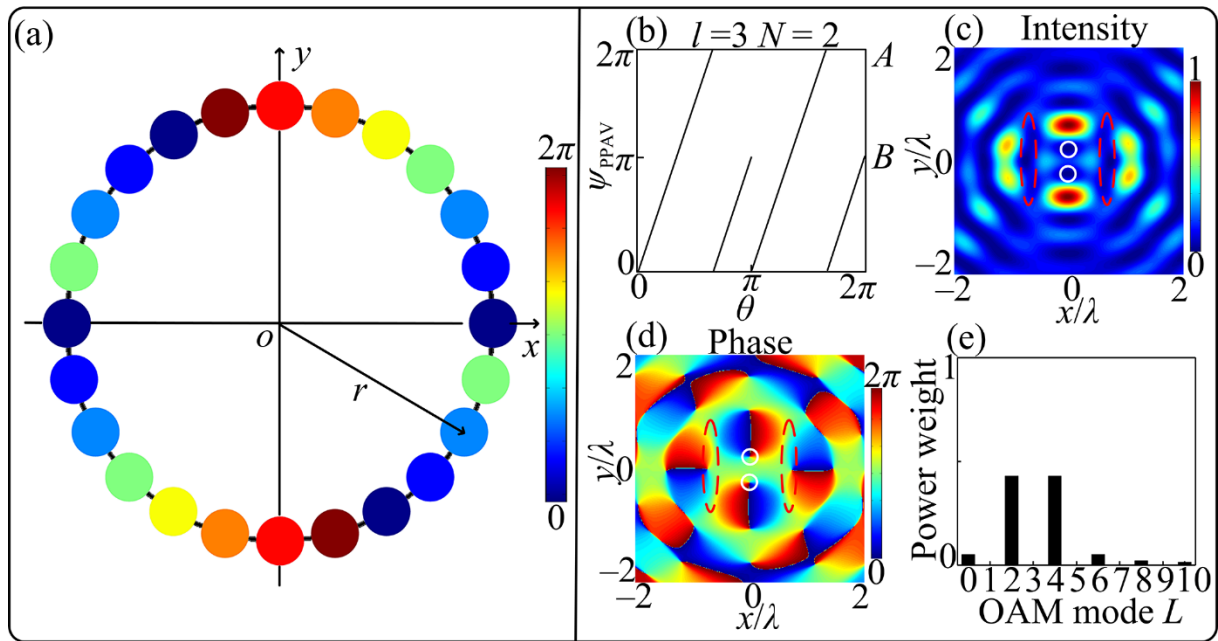 (a)
y
x
o
r
2π
0
(b)
l=3 N=2
2π
π
0
ψPPAV
A
B
0
π
2π
θ
(c)
Intensity
2
0
−2
y/λ
−2
0
2
x/λ
1
0
(d)
Phase
2
0
−2
y/λ
−2
0
2
x/λ
2π
0
(e)
1
0
Power weight
0 1 2 3 4 5 6 7 8 9 10
OAM mode L